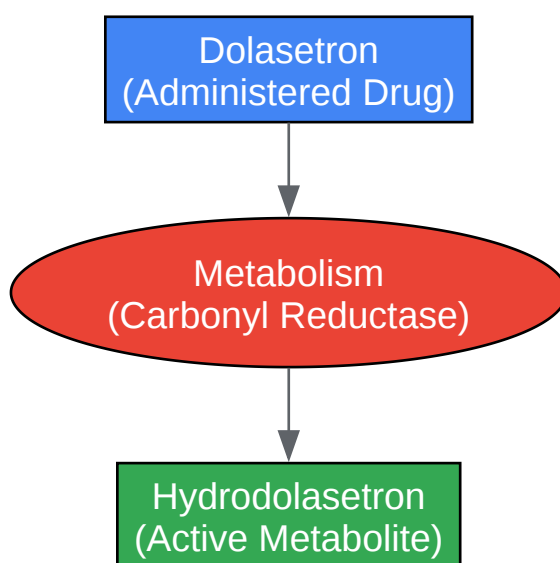 Dolasetron
(Administered Drug)
Metabolism
(Carbonyl Reductase)
Hydrodolasetron
(Active Metabolite)